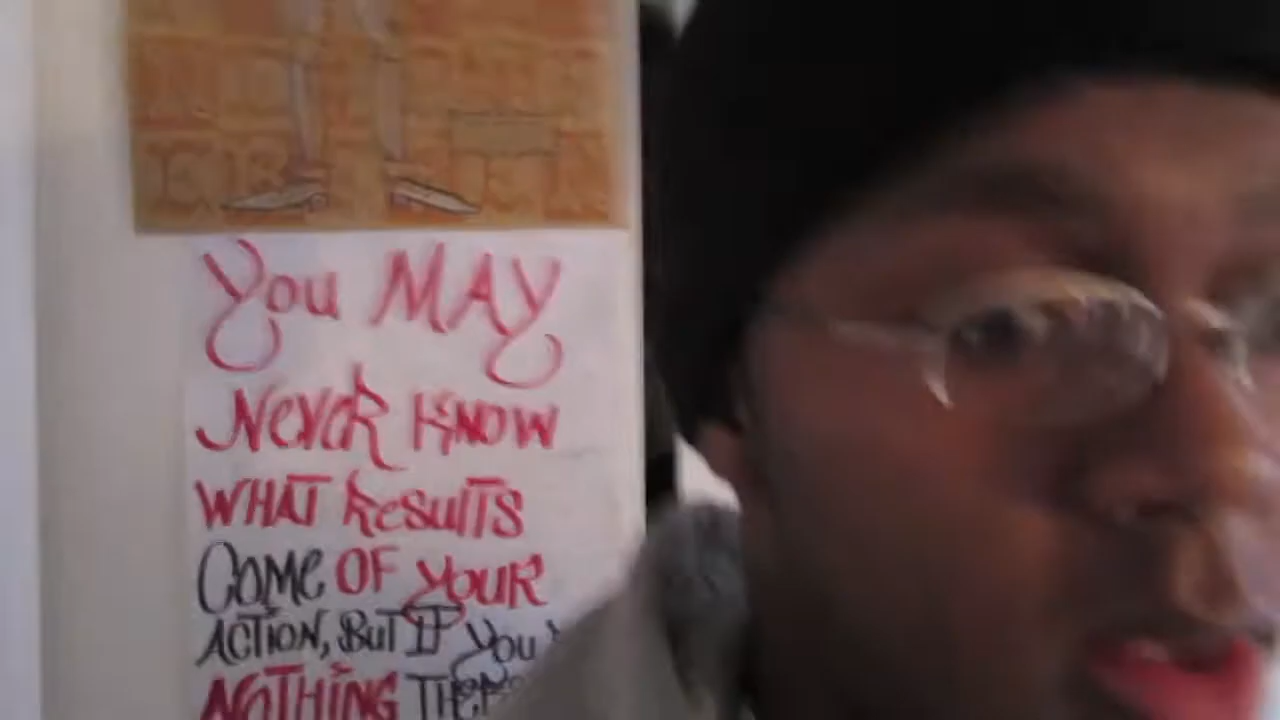 You MAY
NEVER KNOW
WHAT RESULTS
COME OF YOUR
ACTION, BUT IF YOU
NOTHING